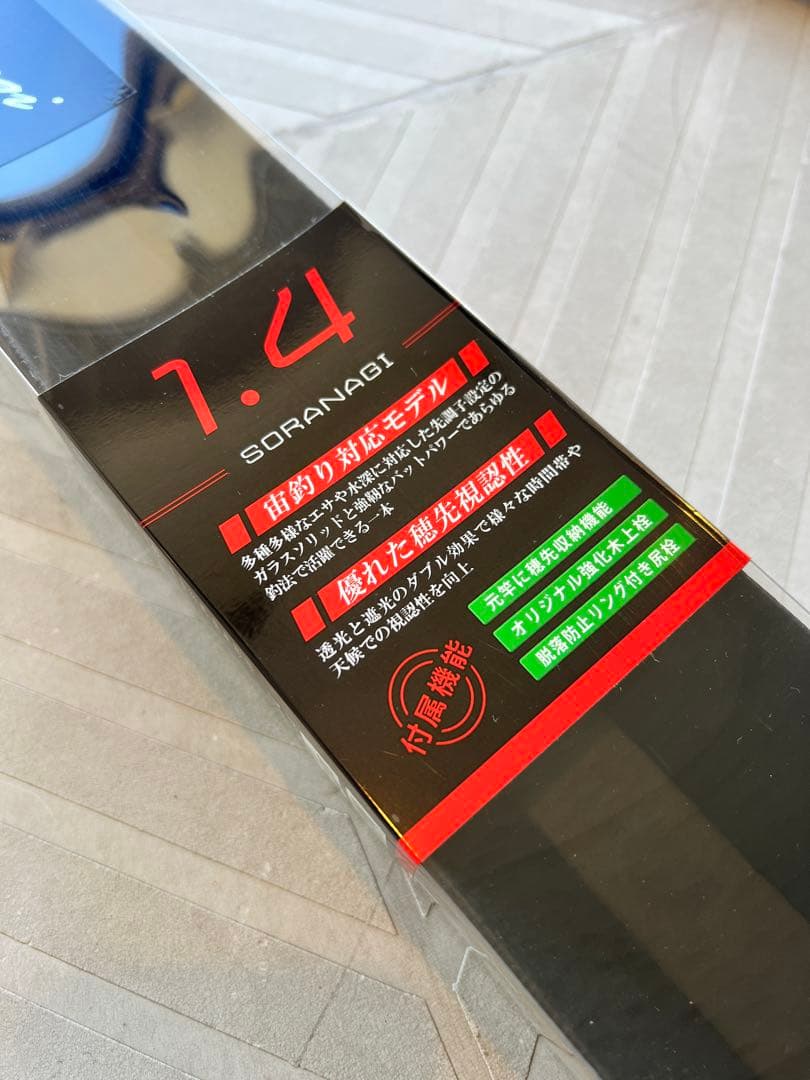 1.4
SORANAGI
宙釣り対応モデル
多種多様なエサや水深に対応した先調子設定の
ガラスソリッドと強靭なバットパワーであらゆる
釣法で活躍できる一本
優れた穂先視認性
透光と遮光のダブル効果で様々な時間帯や
天候での視認性を向上
付属機能
元竿に穂先収納機能
オリジナル強化木上栓
脱落防止リング付き尻栓